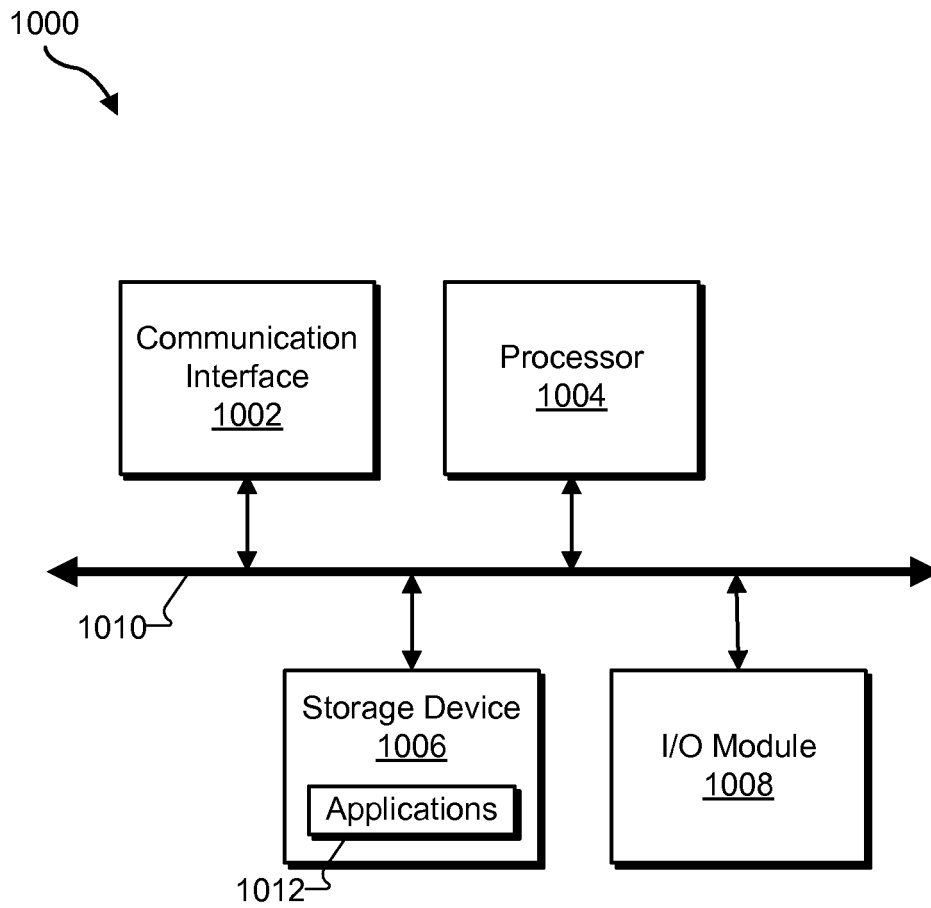 1000
Communication
Interface
1002
Processor
1004
1010
Storage Device
1006
Applications
1012
I/O Module
1008